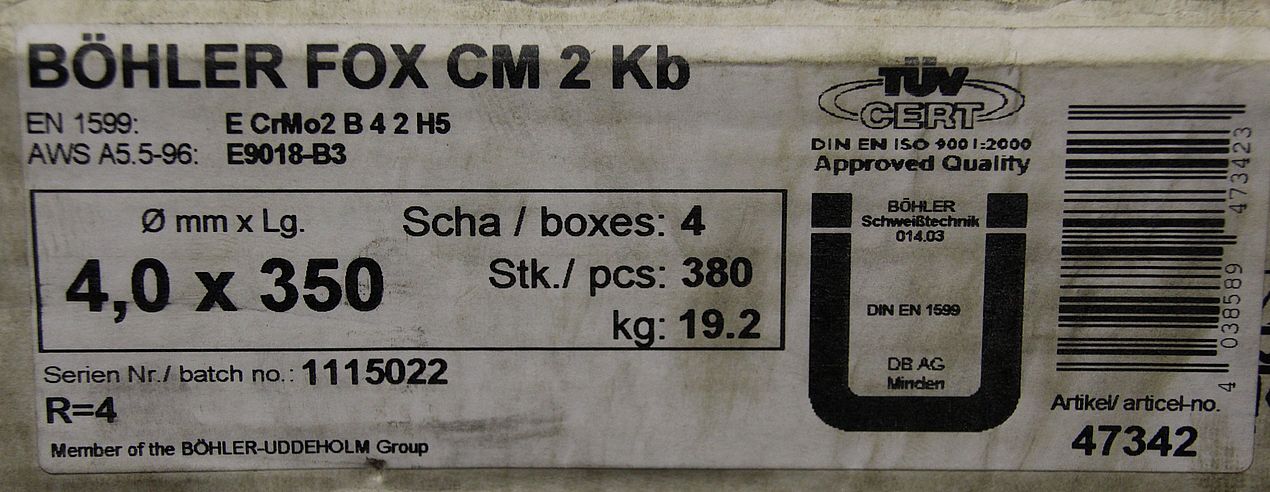 BÖHLER FOX CM 2 Kb
EN 1599: E CrMo2 B 4 2 H5
AWS A5.5-96: E9018-B3
Ø mm x Lg.
4,0 x 350
Scha / boxes: 4
Stk./ pcs: 380
kg: 19.2
Serien Nr./ batch no.: 1115022
R=4
Member of the BÖHLER-UDDEHOLM Group
TÜV
CERT
DIN EN ISO 9001:2000
Approved Quality
BÖHLER
Schweißtechnik
014.03
DIN EN 1599
DB AG
Minden
4 038589 473423
Artikel/ articel-no.
47342